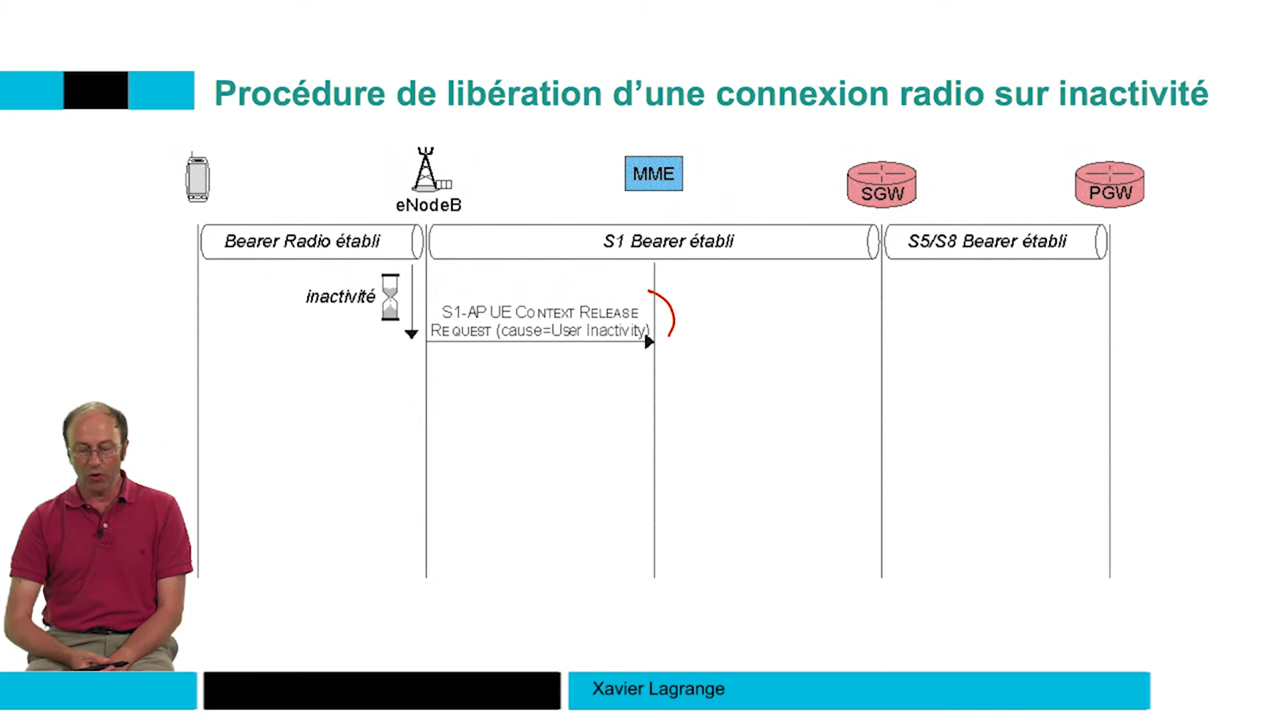 Procédure de libération d’une connexion radio sur inactivité
eNodeB
MME
SGW
PGW
Bearer Radio établi
S1 Bearer établi
S5/S8 Bearer établi
inactivité
S1-AP UE CONTEXT RELEASE
REQUEST (cause=User Inactivity)
Xavier Lagrange